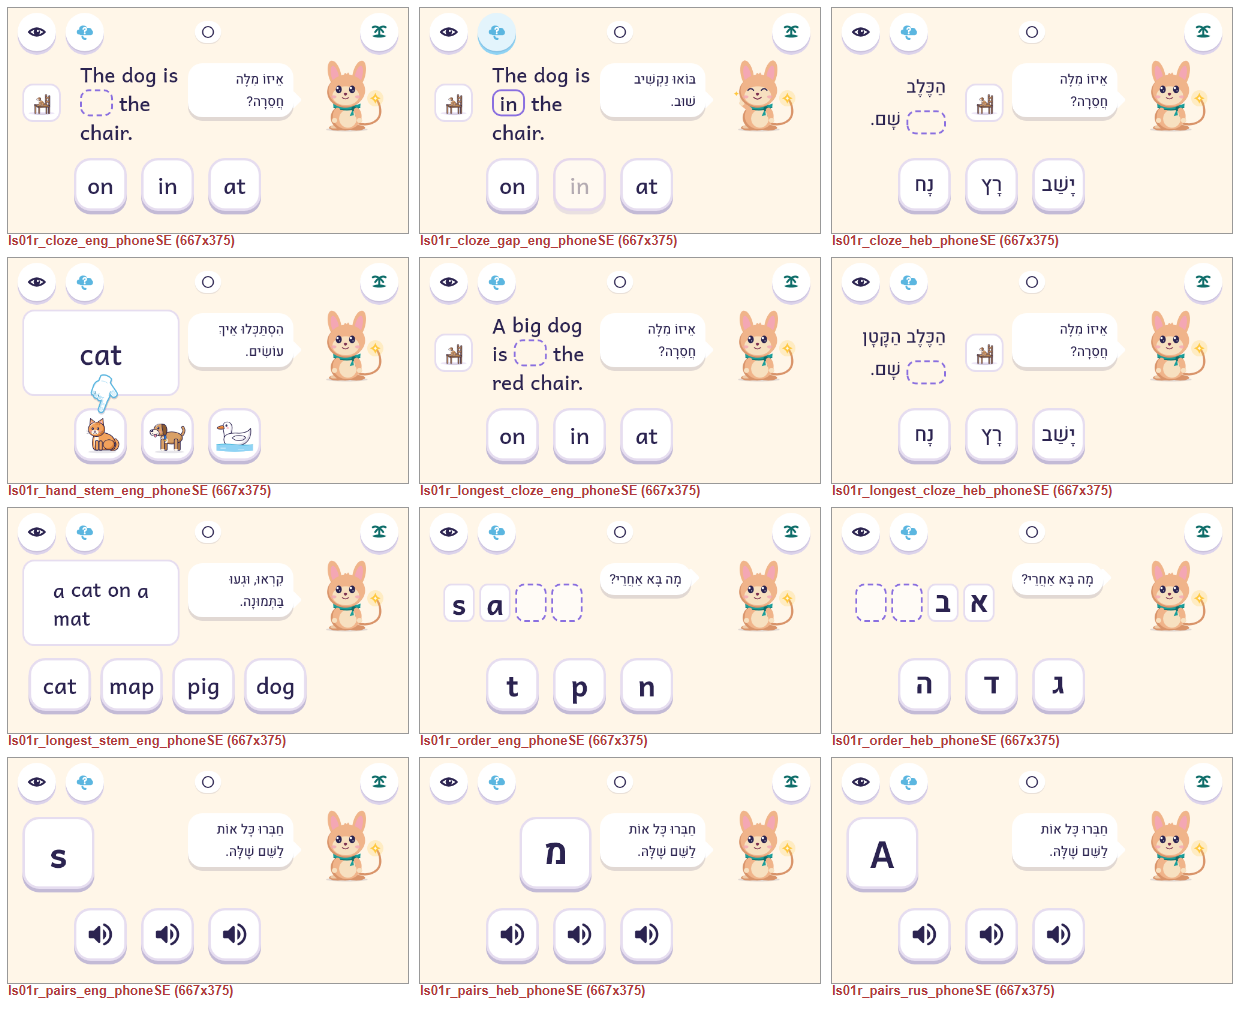 The dog is
the
chair.
אֵיזוֹ מִלָּה
חֲסֵרָה?
on in at
ls01r_cloze_eng_phoneSE (667x375)
The dog is
in the
chair.
בּוֹאוּ נַקְשִׁיב
שׁוּב.
on in at
ls01r_cloze_gap_eng_phoneSE (667x375)
הַכֶּלֶב
שָׁם.
אֵיזוֹ מִלָּה
חֲסֵרָה?
נָח רָץ יָשַׁב
ls01r_cloze_heb_phoneSE (667x375)
cat
הִסְתַּכְּלוּ אֵיךְ
עוֹשִׂים.
ls01r_hand_stem_eng_phoneSE (667x375)
A big dog
is the
red chair.
אֵיזוֹ מִלָּה
חֲסֵרָה?
on in at
ls01r_longest_cloze_eng_phoneSE (667x375)
הַכֶּלֶב הַקָּטָן
שָׁם.
אֵיזוֹ מִלָּה
חֲסֵרָה?
נָח רָץ יָשַׁב
ls01r_longest_cloze_heb_phoneSE (667x375)
a cat on a
mat
קִרְאוּ, וּגְעוּ
בַּתְּמוּנָה.
cat map pig dog
ls01r_longest_stem_eng_phoneSE (667x375)
s a
מָה בָּא אַחֲרֵי?
t p n
ls01r_order_eng_phoneSE (667x375)
א ב
מָה בָּא אַחֲרֵי?
ה ד ג
ls01r_order_heb_phoneSE (667x375)
s
חַבְּרוּ כָּל אוֹת
לַשֵּׁם שֶׁלָּהּ.
ls01r_pairs_eng_phoneSE (667x375)
מ
חַבְּרוּ כָּל אוֹת
לַשֵּׁם שֶׁלָּהּ.
ls01r_pairs_heb_phoneSE (667x375)
А
חַבְּרוּ כָּל אוֹת
לַשֵּׁם שֶׁלָּהּ.
ls01r_pairs_rus_phoneSE (667x375)